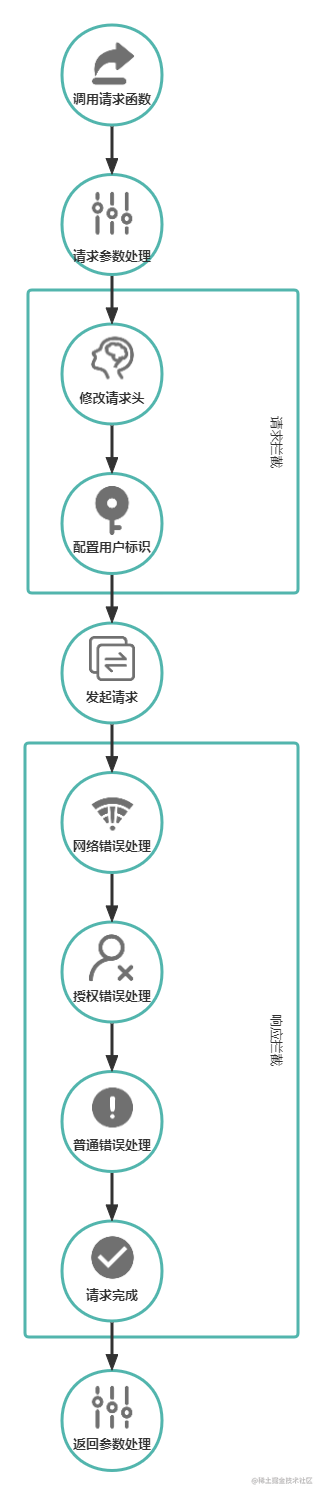 调用请求函数
请求参数处理
修改请求头
请求拦截
配置用户标识
发起请求
网络错误处理
授权错误处理
响应拦截
普通错误处理
请求完成
返回参数处理
@稀土掘金技术社区